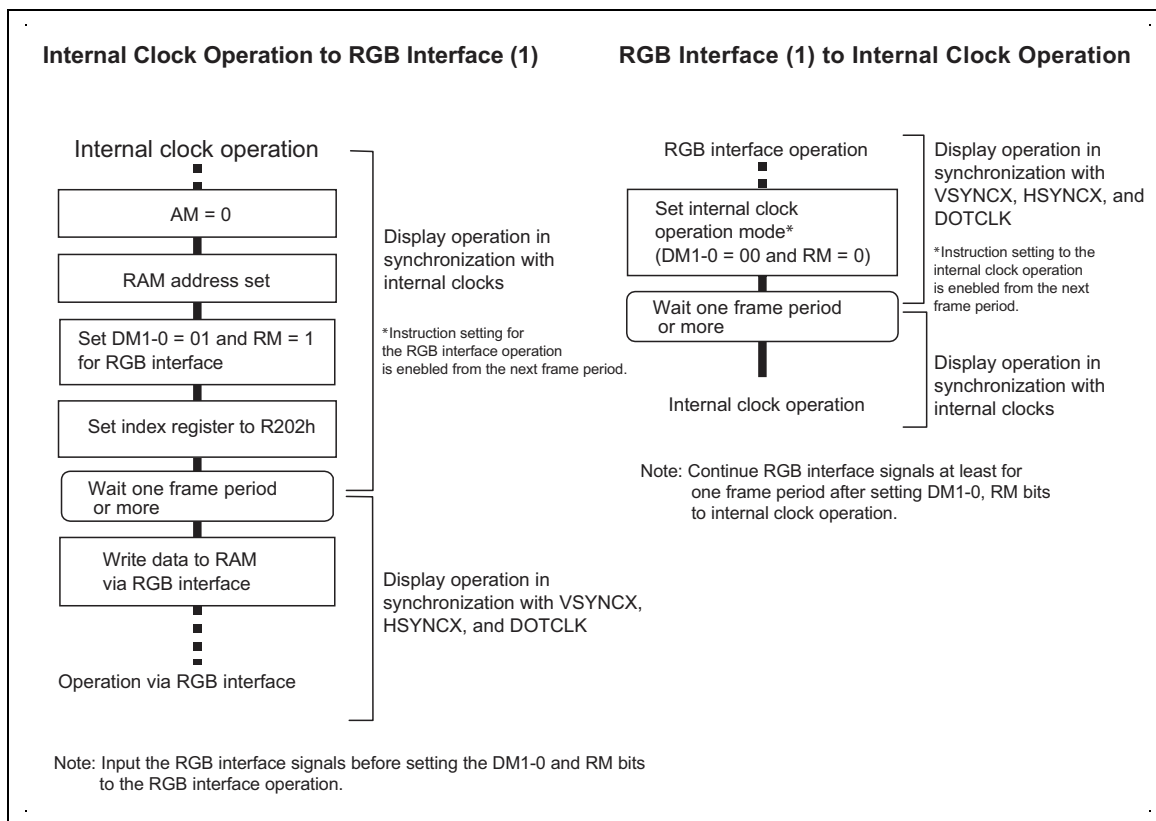 Internal Clock Operation to RGB Interface (1)
Internal clock operation
AM = 0
RAM address set
Set DM1-0 = 01 and RM = 1
for RGB interface
Set index register to R202h
Wait one frame period
or more
Write data to RAM
via RGB interface
Operation via RGB interface
Display operation in
synchronization with
internal clocks
*Instruction setting for
the RGB interface operation
is enabled from the next frame period.
Display operation in
synchronization with VSYNCX,
HSYNCX, and DOTCLK
Note: Input the RGB interface signals before setting the DM1-0 and RM bits
to the RGB interface operation.
RGB Interface (1) to Internal Clock Operation
RGB interface operation
Set internal clock
operation mode*
(DM1-0 = 00 and RM = 0)
Wait one frame period
or more
Internal clock operation
Display operation in
synchronization with
VSYNCX, HSYNCX, and
DOTCLK
*Instruction setting to the
internal clock operation
is enabled from the next
frame period.
Display operation in
synchronization with
internal clocks
Note: Continue RGB interface signals at least for
one frame period after setting DM1-0, RM bits
to internal clock operation.